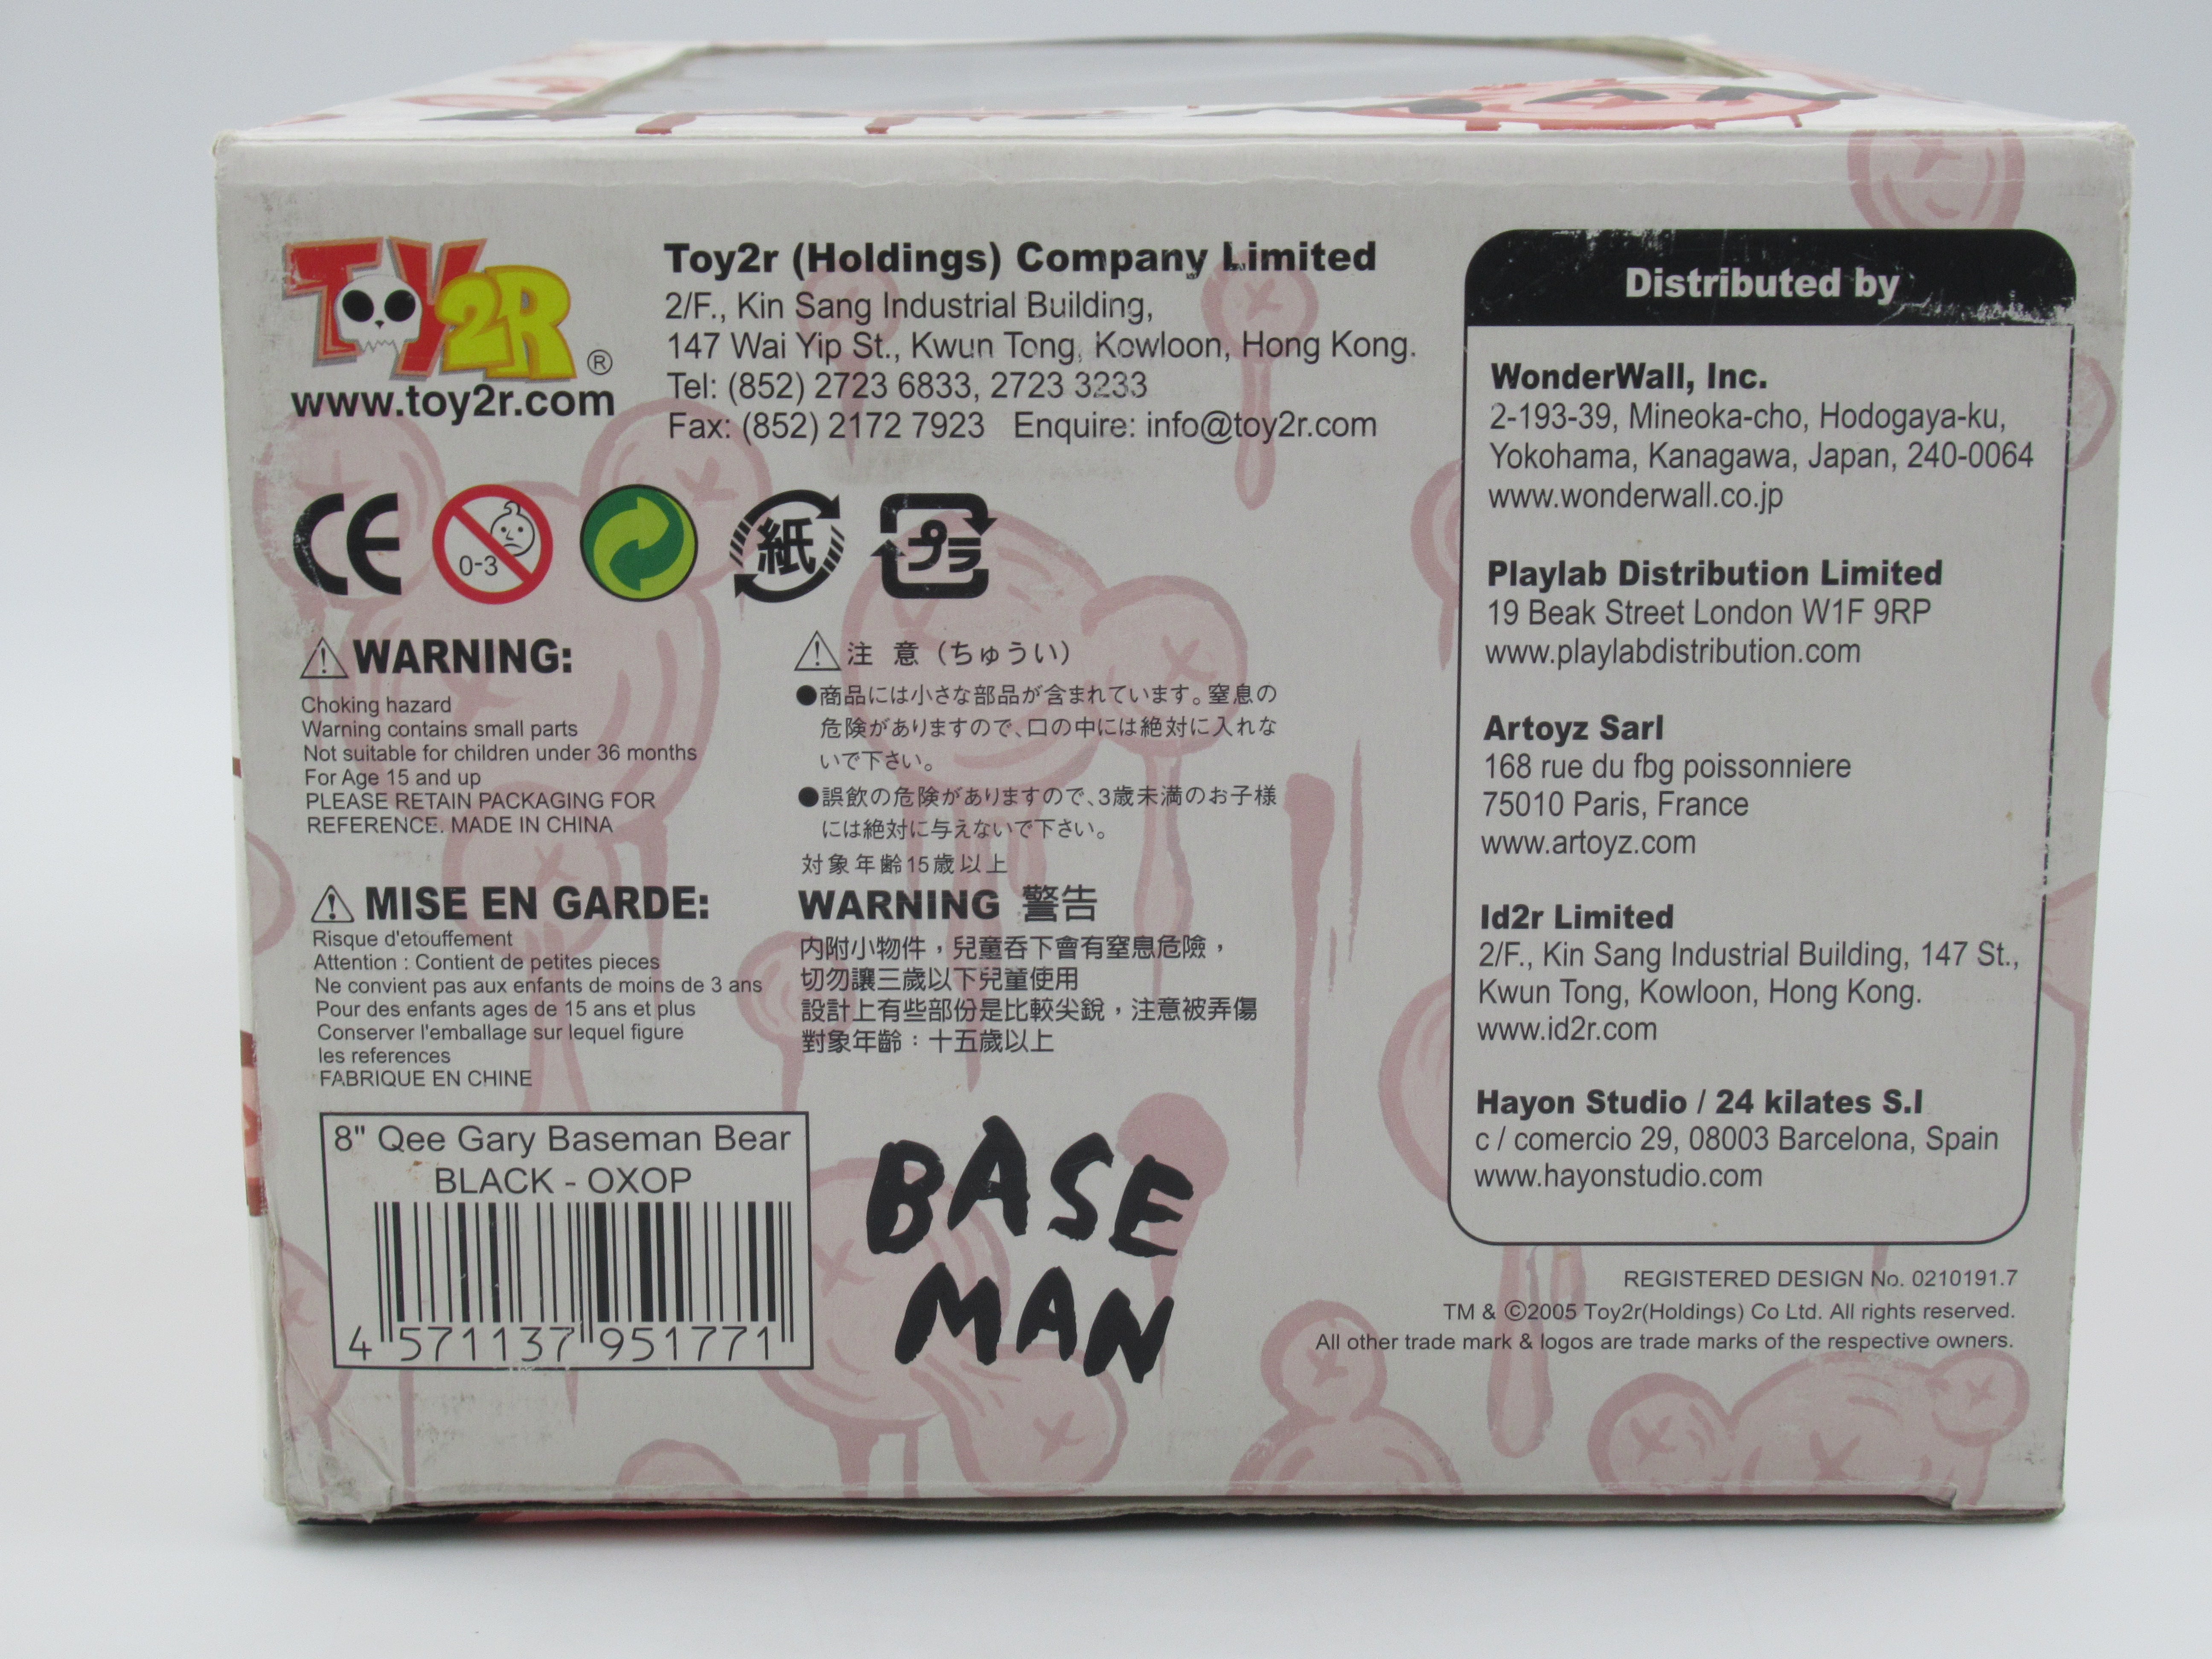 TOY2R ®
www.toy2r.com
Toy2r (Holdings) Company Limited
2/F., Kin Sang Industrial Building,
147 Wai Yip St., Kwun Tong, Kowloon, Hong Kong.
Tel: (852) 2723 6833, 2723 3233
Fax: (852) 2172 7923 Enquire: info@toy2r.com
CE
0-3
紙
プラ
WARNING:
Choking hazard
Warning contains small parts
Not suitable for children under 36 months
For Age 15 and up
PLEASE RETAIN PACKAGING FOR
REFERENCE. MADE IN CHINA
MISE EN GARDE:
Risque d'etouffement
Attention : Contient de petites pieces
Ne convient pas aux enfants de moins de 3 ans
Pour des enfants ages de 15 ans et plus
Conserver l'emballage sur lequel figure
les references
FABRIQUE EN CHINE
注 意 (ちゅうい)
●商品には小さな部品が含まれています。窒息の
危険がありますので、口の中には絶対に入れな
いで下さい。
●誤飲の危険がありますので、3歳未満のお子様
には絶対に与えないで下さい。
対象年齢15歳以上
WARNING 警告
内附小物件，兒童吞下會有窒息危險，
切勿讓三歲以下兒童使用
設計上有些部份是比較尖銳，注意被弄傷
對象年齡：十五歲以上
8" Qee Gary Baseman Bear
BLACK - OXOP
4 571137 951771
BASE
MAN
Distributed by
WonderWall, Inc.
2-193-39, Mineoka-cho, Hodogaya-ku,
Yokohama, Kanagawa, Japan, 240-0064
www.wonderwall.co.jp
Playlab Distribution Limited
19 Beak Street London W1F 9RP
www.playlabdistribution.com
Artoyz Sarl
168 rue du fbg poissonniere
75010 Paris, France
www.artoyz.com
Id2r Limited
2/F., Kin Sang Industrial Building, 147 St.,
Kwun Tong, Kowloon, Hong Kong.
www.id2r.com
Hayon Studio / 24 kilates S.l
c / comercio 29, 08003 Barcelona, Spain
www.hayonstudio.com
REGISTERED DESIGN No. 0210191.7
TM & ©2005 Toy2r(Holdings) Co Ltd. All rights reserved.
All other trade mark & logos are trade marks of the respective owners.